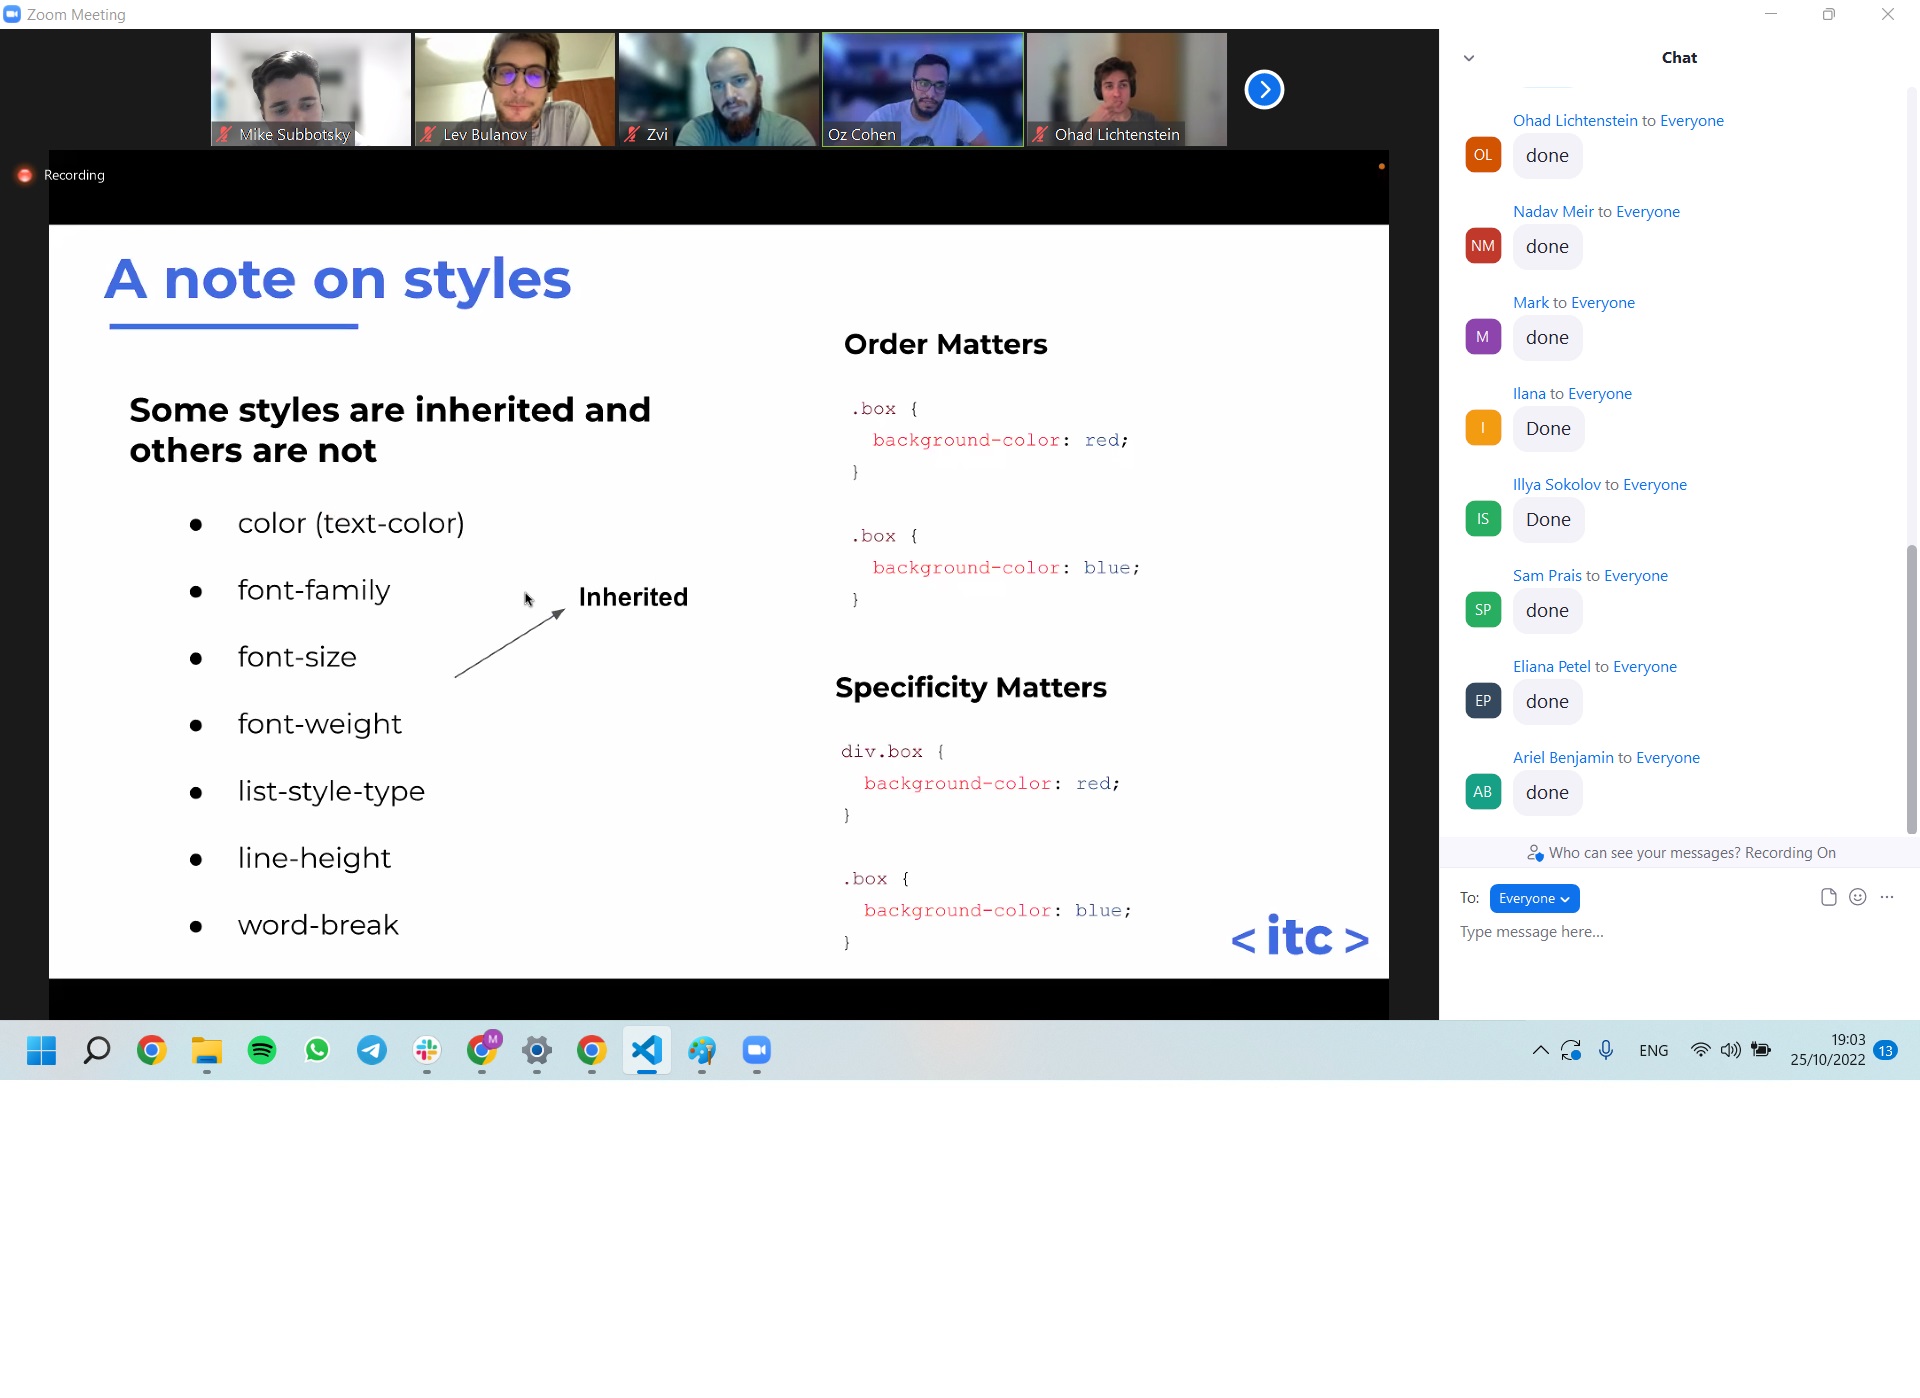 Zoom Meeting
Mike Subbotsky
Lev Bulanov
Zvi
Oz Cohen
Ohad Lichtenstein
Recording
A note on styles
Some styles are inherited and
others are not
● color (text-color)
● font-family
● font-size
● font-weight
● list-style-type
● line-height
● word-break
Inherited
Order Matters
.box {
background-color: red;
}
.box {
background-color: blue;
}
Specificity Matters
div.box {
background-color: red;
}
.box {
background-color: blue;
}
< itc >
Chat
Ohad Lichtenstein to Everyone
OL
done
Nadav Meir to Everyone
NM
done
Mark to Everyone
M
done
Ilana to Everyone
I
Done
Illya Sokolov to Everyone
IS
Done
Sam Prais to Everyone
SP
done
Eliana Petel to Everyone
EP
done
Ariel Benjamin to Everyone
AB
done
Who can see your messages? Recording On
To: Everyone
Type message here...
M
ENG
19:03
25/10/2022
13